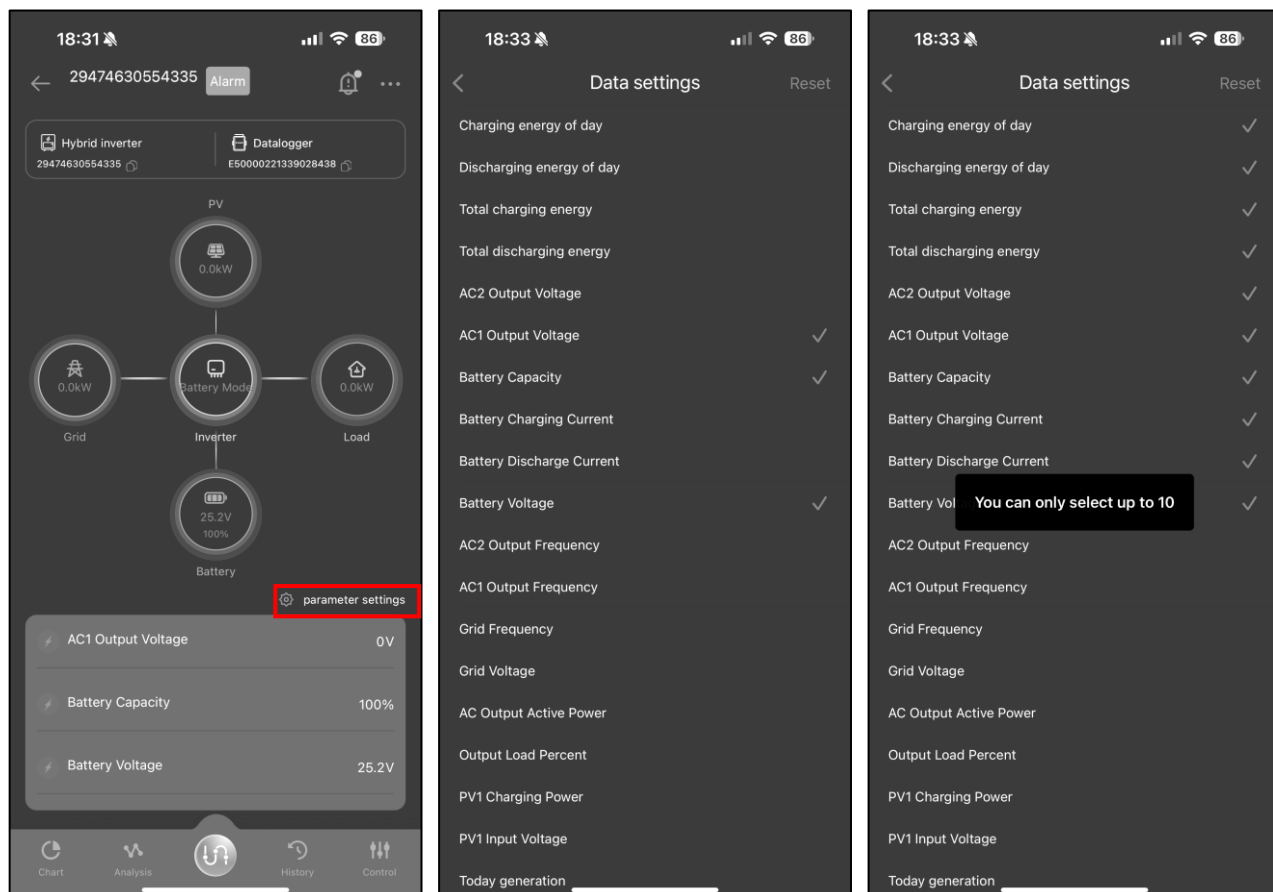 18:31
86
29474630554335 Alarm
Hybrid inverter
29474630554335
Datalogger
E50000221339028438
PV
0.0kW
0.0kW
Battery Mode
0.0kW
Grid
Inverter
Load
25.2V
100%
Battery
parameter settings
AC1 Output Voltage 0V
Battery Capacity 100%
Battery Voltage 25.2V
Chart
Analysis
History
Control
18:33
86
Data settings
Reset
Charging energy of day
Discharging energy of day
Total charging energy
Total discharging energy
AC2 Output Voltage
AC1 Output Voltage
Battery Capacity
Battery Charging Current
Battery Discharge Current
Battery Voltage
AC2 Output Frequency
AC1 Output Frequency
Grid Frequency
Grid Voltage
AC Output Active Power
Output Load Percent
PV1 Charging Power
PV1 Input Voltage
Today generation
18:33
86
Data settings
Reset
Charging energy of day
Discharging energy of day
Total charging energy
Total discharging energy
AC2 Output Voltage
AC1 Output Voltage
Battery Capacity
Battery Charging Current
Battery Discharge Current
Battery Vol
You can only select up to 10
AC2 Output Frequency
AC1 Output Frequency
Grid Frequency
Grid Voltage
AC Output Active Power
Output Load Percent
PV1 Charging Power
PV1 Input Voltage
Today generation